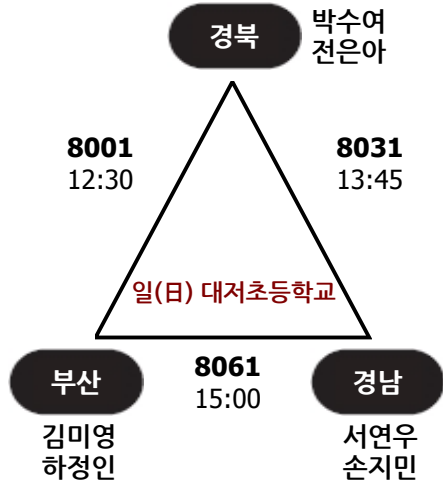 경북
박수여
전은아
8001
12:30
8031
13:45
일(日) 대저초등학교
부산
8061
15:00
경남
김미영
하정인
서연우
손지민